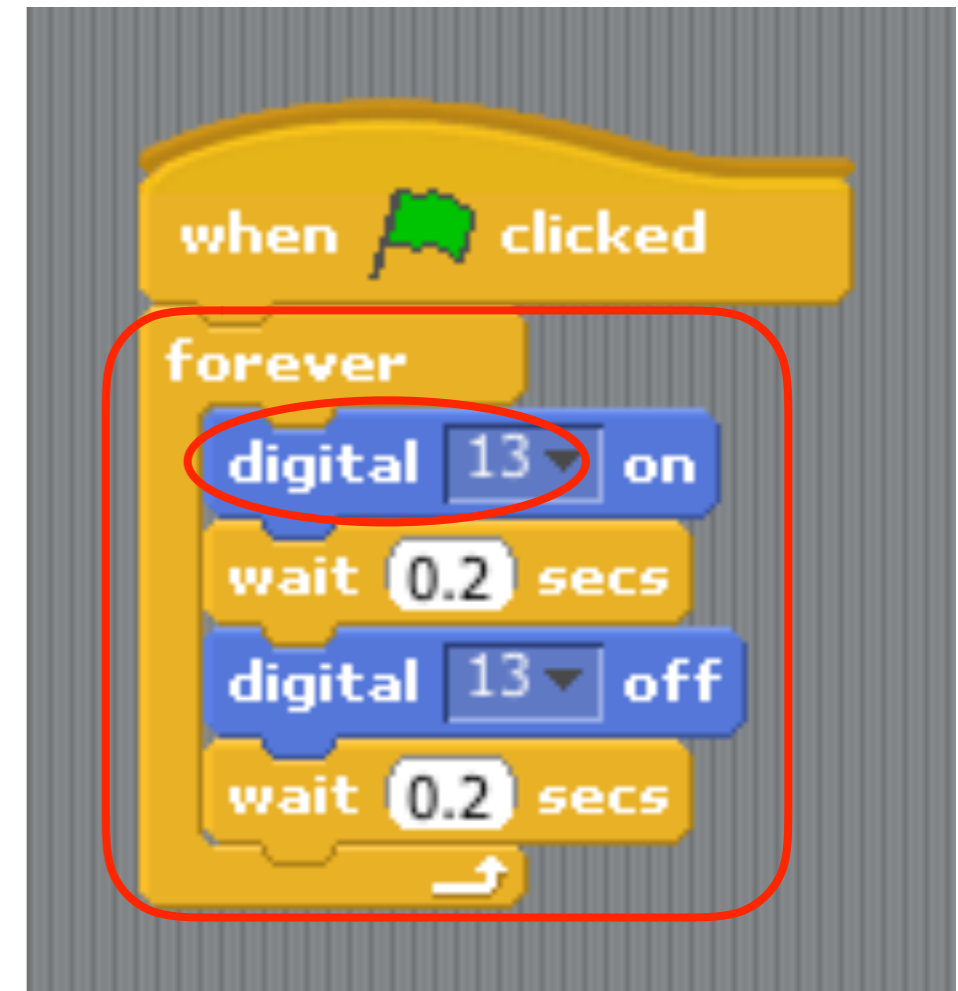 when clicked
forever
digital 13 on
wait 0.2 secs
digital 13 off
wait 0.2 secs